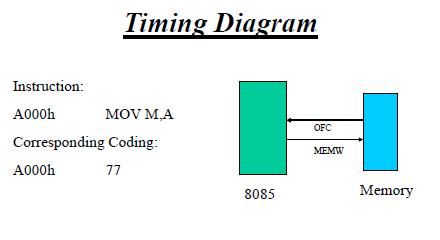 Timing Diagram
Instruction:
A000h MOV M,A
Corresponding Coding:
A000h 77
OFC
MEMW
8085
Memory